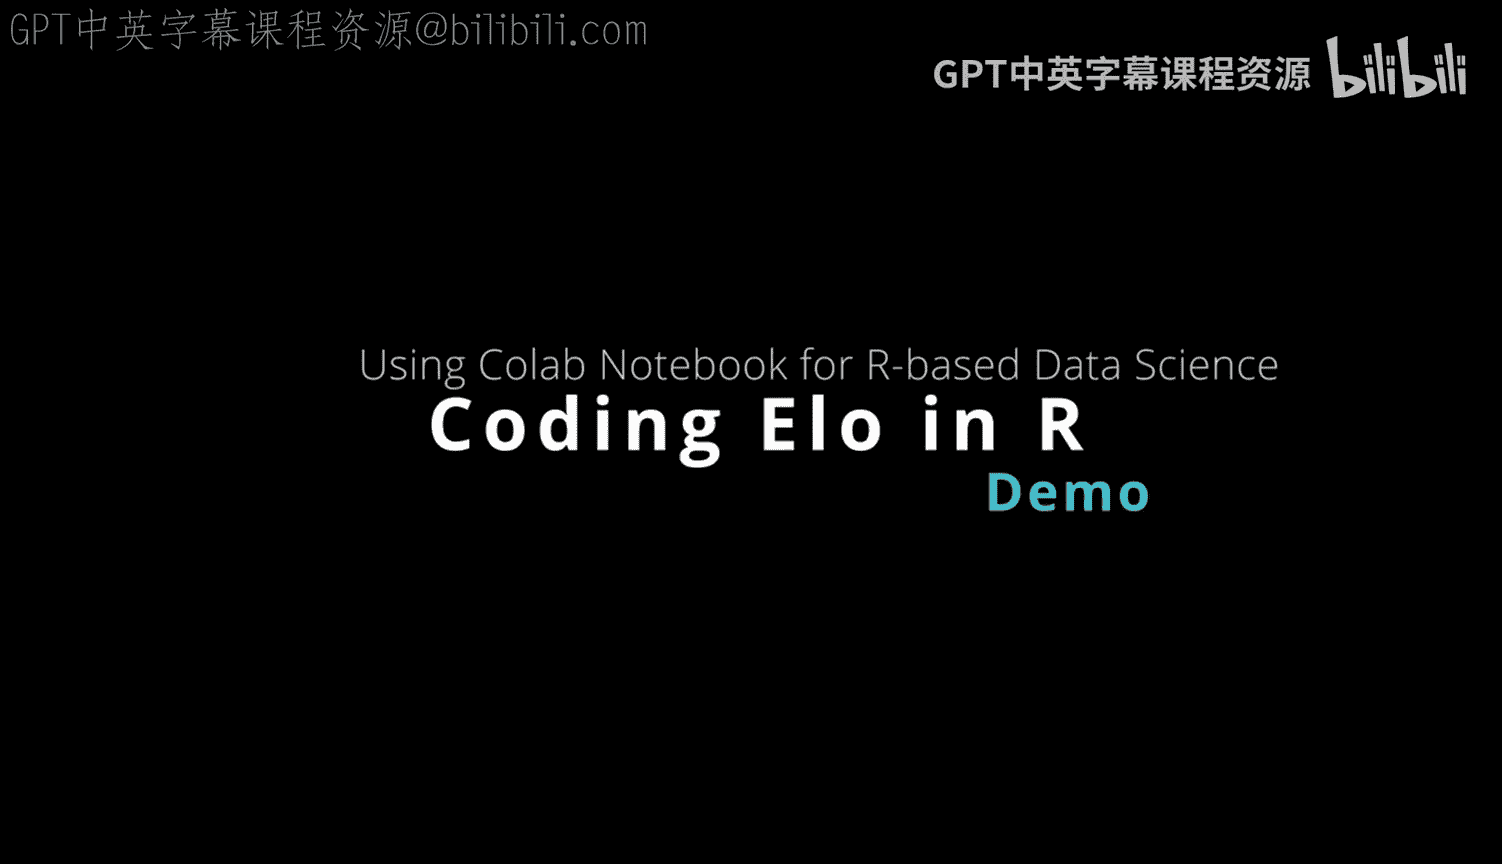 GPT中英字幕课程资源@bilibili.com
GPT中英字幕课程资源 bilibili
Using Colab Notebook for R-based Data Science
Coding Elo in R
Demo